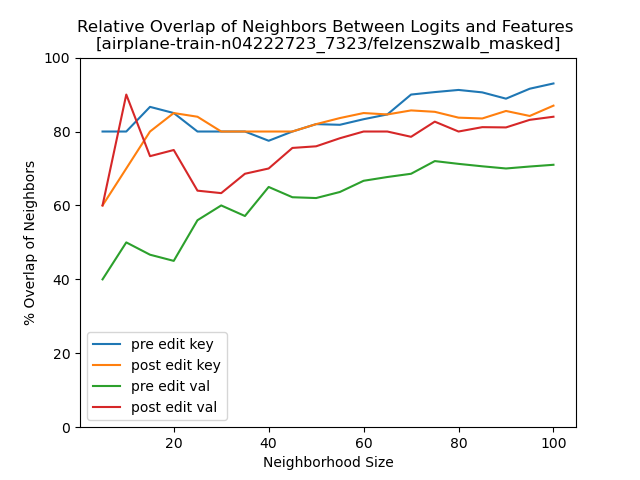 Relative Overlap of Neighbors Between Logits and Features
[airplane-train-n04222723_7323/felzenszwalb_masked]
100
80
60
40
20
0
% Overlap of Neighbors
pre edit key
post edit key
pre edit val
post edit val
20 40 60 80 100
Neighborhood Size